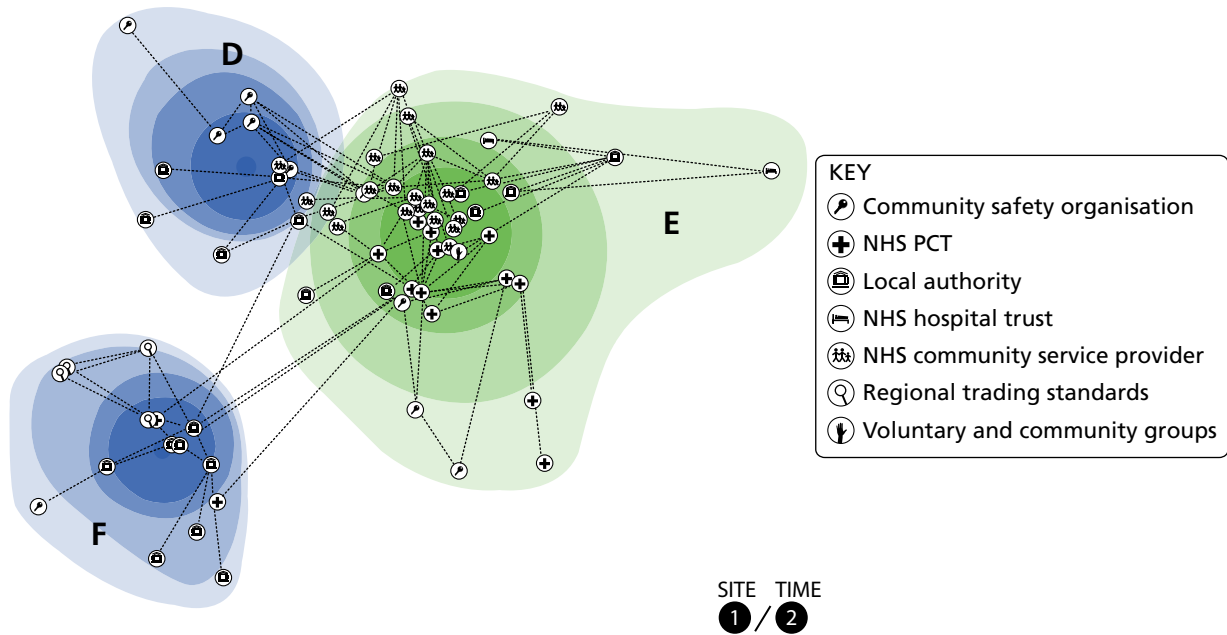 D
E
F
KEY
Community safety organisation
NHS PCT
Local authority
NHS hospital trust
NHS community service provider
Regional trading standards
Voluntary and community groups
SITE TIME
1 / 2